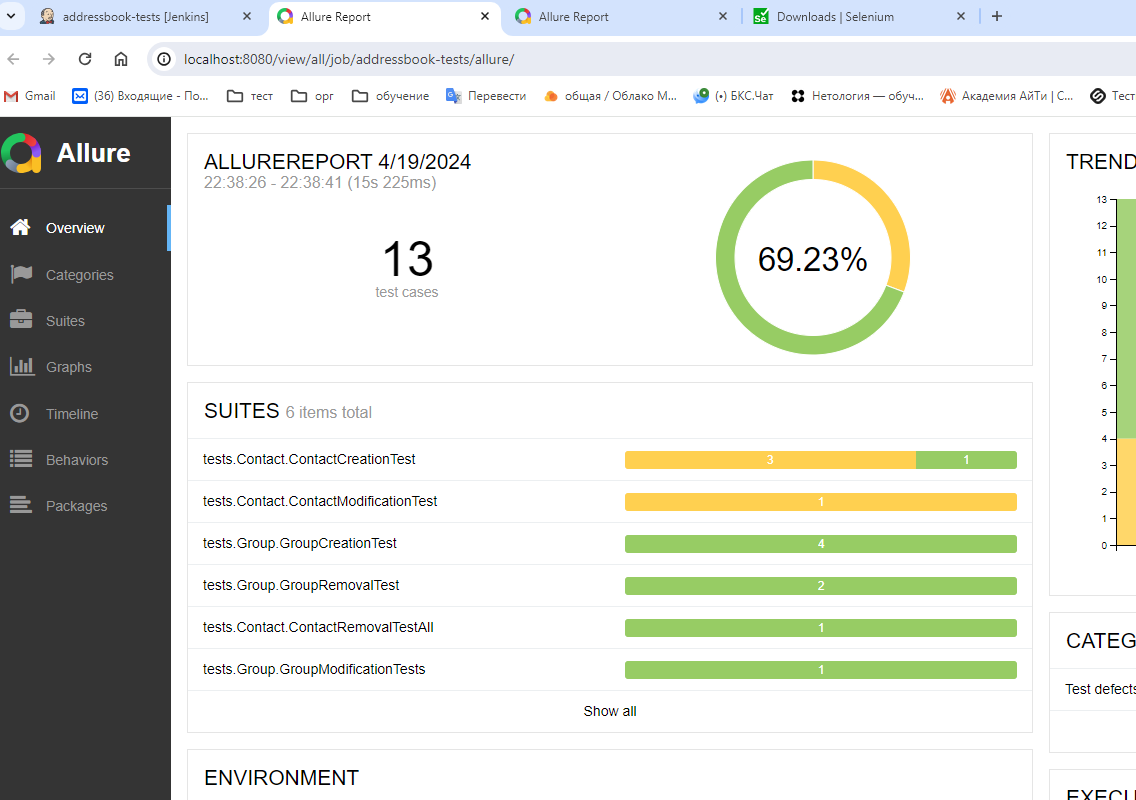 addressbook-tests [Jenkins]
Allure Report
Allure Report
Downloads | Selenium
localhost:8080/view/all/job/addressbook-tests/allure/
Gmail
(36) Входящие - По...
тест
орг
обучение
Перевести
общая / Облако М...
(•) БКС.Чат
Нетология — обуч...
Академия АйТи | С...
Тест
Allure
Overview
Categories
Suites
Graphs
Timeline
Behaviors
Packages
ALLUREREPORT 4/19/2024
22:38:26 - 22:38:41 (15s 225ms)
13
test cases
69.23%
SUITES 6 items total
tests.Contact.ContactCreationTest 3 1
tests.Contact.ContactModificationTest 1
tests.Group.GroupCreationTest 4
tests.Group.GroupRemovalTest 2
tests.Contact.ContactRemovalTestAll 1
tests.Group.GroupModificationTests 1
Show all
ENVIRONMENT
TREND
13
12
11
10
9
8
7
6
5
4
3
2
1
0
CATEG
Test defects
EXECU